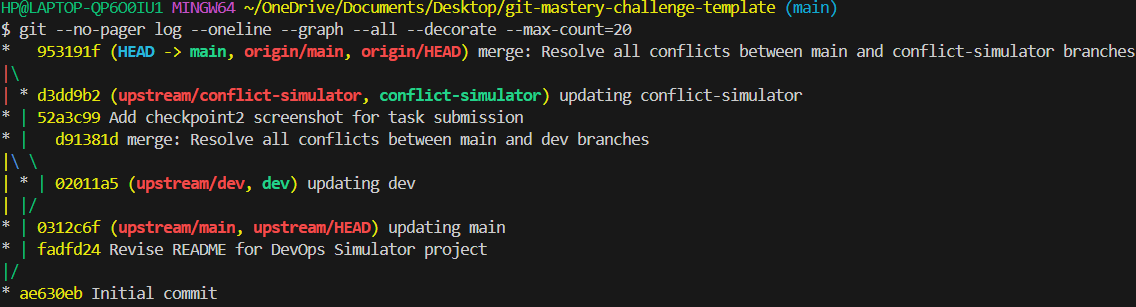 HP@LAPTOP-QP6O0IU1 MINGW64 ~/OneDrive/Documents/Desktop/git-mastery-challenge-template (main)
$ git --no-pager log --oneline --graph --all --decorate --max-count=20
*   953191f (HEAD -> main, origin/main, origin/HEAD) merge: Resolve all conflicts between main and conflict-simulator branches
|\
| * d3dd9b2 (upstream/conflict-simulator, conflict-simulator) updating conflict-simulator
* | 52a3c99 Add checkpoint2 screenshot for task submission
* |   d91381d merge: Resolve all conflicts between main and dev branches
|\ \
| * | 02011a5 (upstream/dev, dev) updating dev
| |/
* | 0312c6f (upstream/main, upstream/HEAD) updating main
* | fadfd24 Revise README for DevOps Simulator project
|/
* ae630eb Initial commit